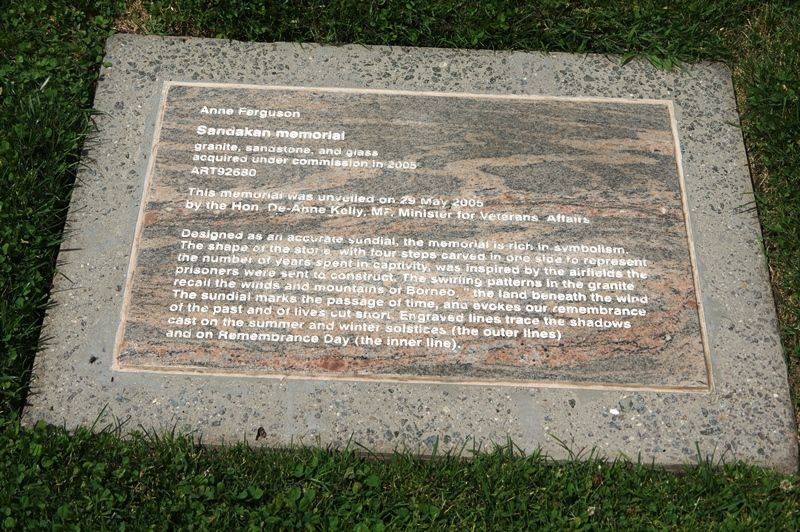 Anne Ferguson
Sandakan memorial
granite, sandstone, and glass
acquired under commission in 2005
ART92680
This memorial was unveiled on 29 May 2005
by the Hon. De-Anne Kelly, MP, Minister for Veterans' Affairs
Designed as an accurate sundial, the memorial is rich in symbolism.
The shape of the stone, with four steps carved in one side to represent
the number of years spent in captivity, was inspired by the airfields the
prisoners were sent to construct. The swirling patterns in the granite
recall the winds and mountains of Borneo, " the land beneath the wind
The sundial marks the passage of time, and evokes our remembrance
of the past and of lives cut short. Engraved lines trace the shadows
cast on the summer and winter solstices (the outer lines)
and on Remembrance Day (the inner line).